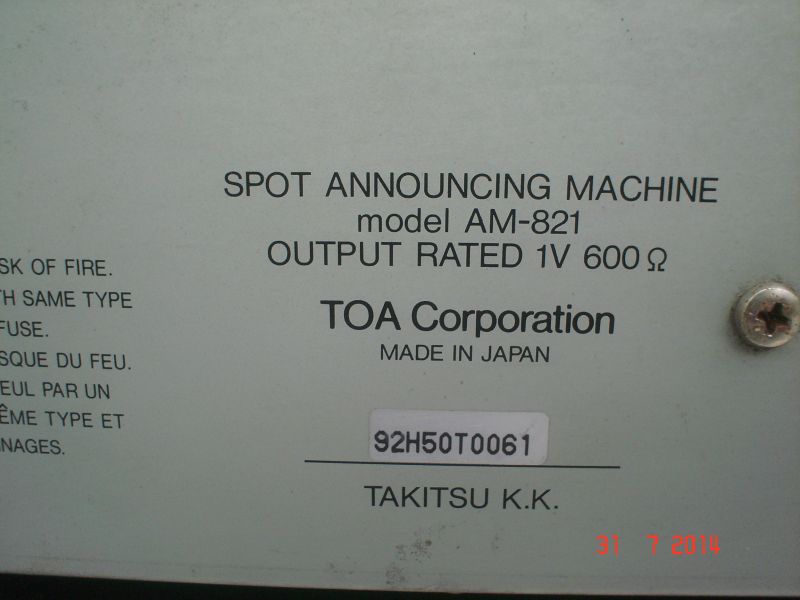 SPOT ANNOUNCING MACHINE
model AM-821
OUTPUT RATED 1V 600Ω
TOA Corporation
MADE IN JAPAN
92H50T0061
TAKITSU K.K.
SK OF FIRE.
TH SAME TYPE
FUSE.
SQUE DU FEU.
EUL PAR UN
ÊME TYPE ET
NAGES.
31 7 2014